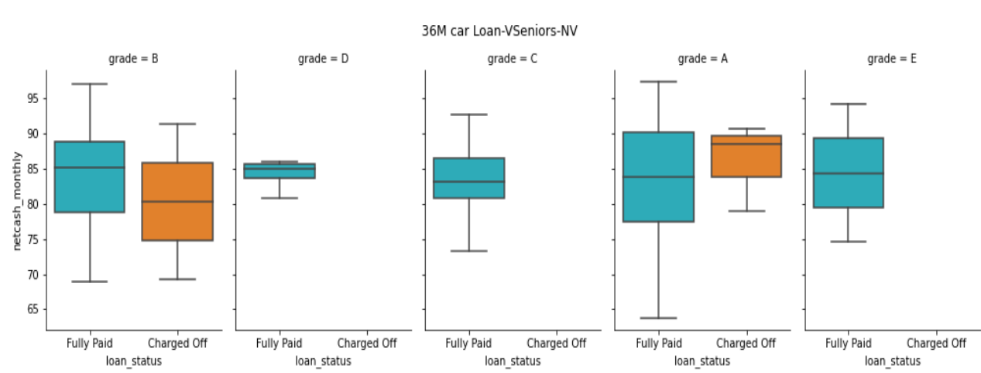 36M car Loan-VSeniors-NV
grade = B
grade = D
grade = C
grade = A
grade = E
netcash_monthly
95
90
85
80
75
70
65
Fully Paid Charged Off
loan_status
Fully Paid Charged Off
loan_status
Fully Paid Charged Off
loan_status
Fully Paid Charged Off
loan_status
Fully Paid Charged Off
loan_status